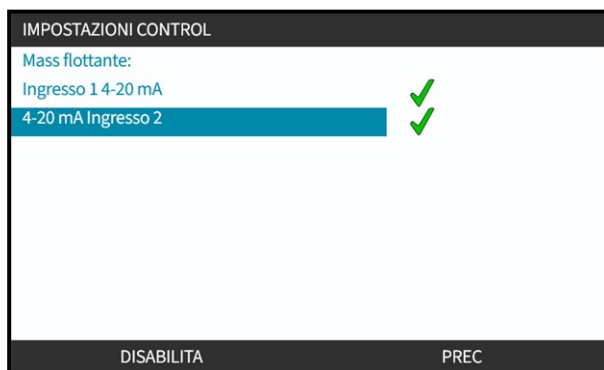 IMPOSTAZIONI CONTROL
Mass flottante:
Ingresso 1 4-20 mA
4-20 mA Ingresso 2
DISABILITA PREC